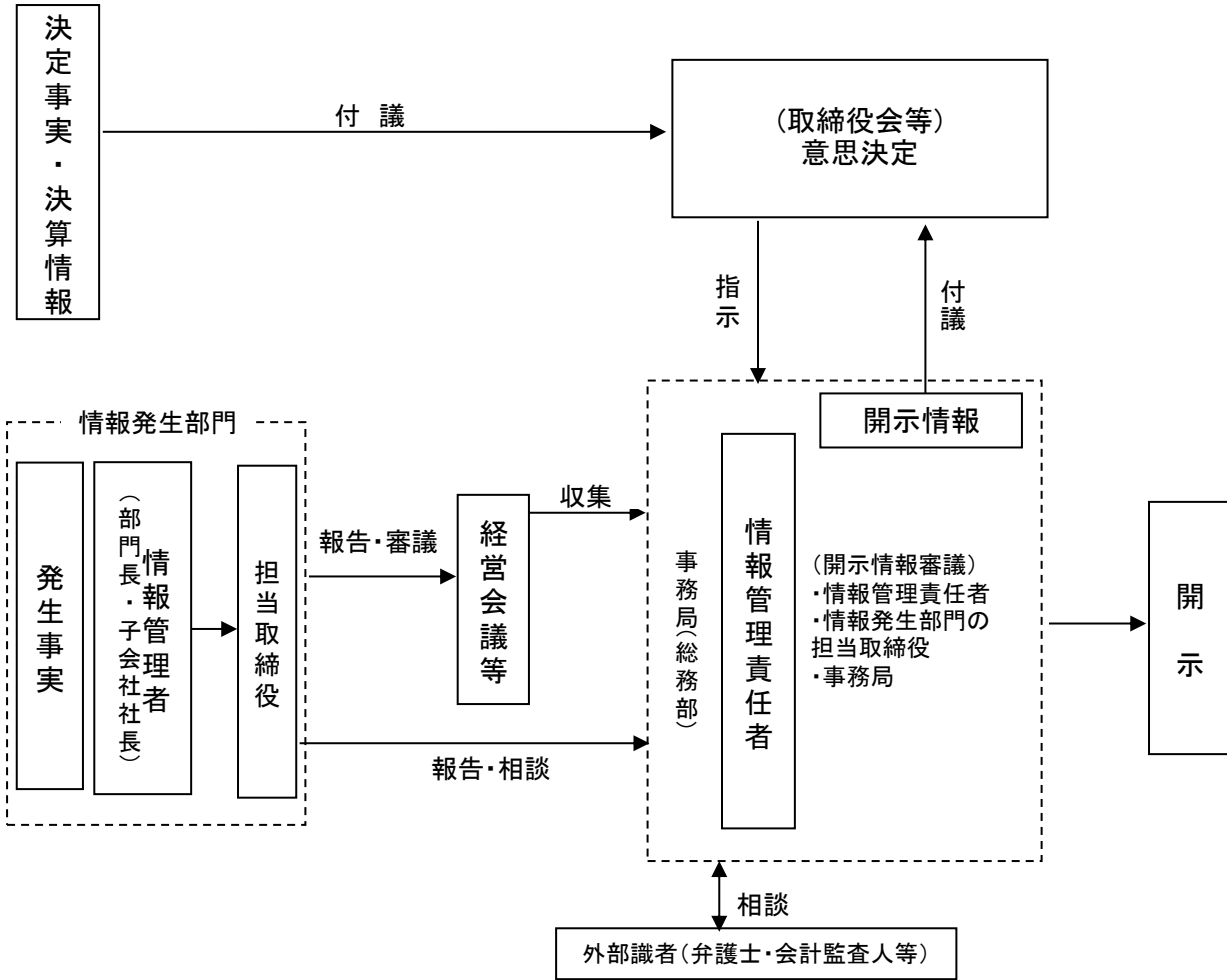 決定事実・決算情報
付 議
(取締役会等)
意思決定
指示
付議
情報発生部門
発生事実
(部門長・子会社社長)
情報管理者
担当取締役
報告・審議
経営会議等
収集
報告・相談
事務局(総務部)
情報管理責任者
開示情報
(開示情報審議)
・情報管理責任者
・情報発生部門の
担当取締役
・事務局
開示
相談
外部識者(弁護士・会計監査人等)